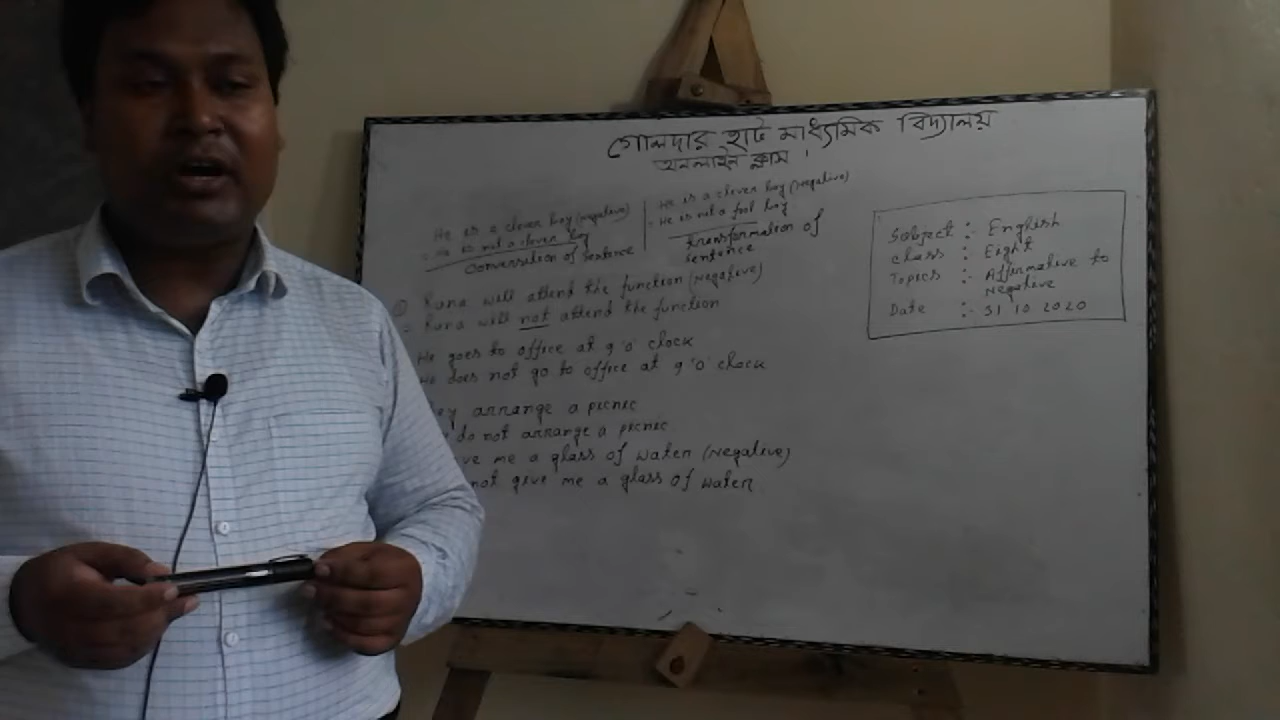 গোলদার হাট মাধ্যমিক বিদ্যালয়
অনলাইন ক্লাস ।
He is a clever boy (negative)
is not a clever boy
Conversition of Sentence
He is a clever boy (negative)
He is not a fool boy
transformation of
sentence
Subject :- English
class : Eight
Topics :- Affirmative to
Negative
Date :- 31 10 2020
Rana will attend the function (Negative)
Rana will not attend the function
He goes to office at 9 'o' clock
does not go to office at 9 'o' clock
arrange a picnic
do not arrange a picnic
ve me a glass of water (Negative)
not give me a glass of water